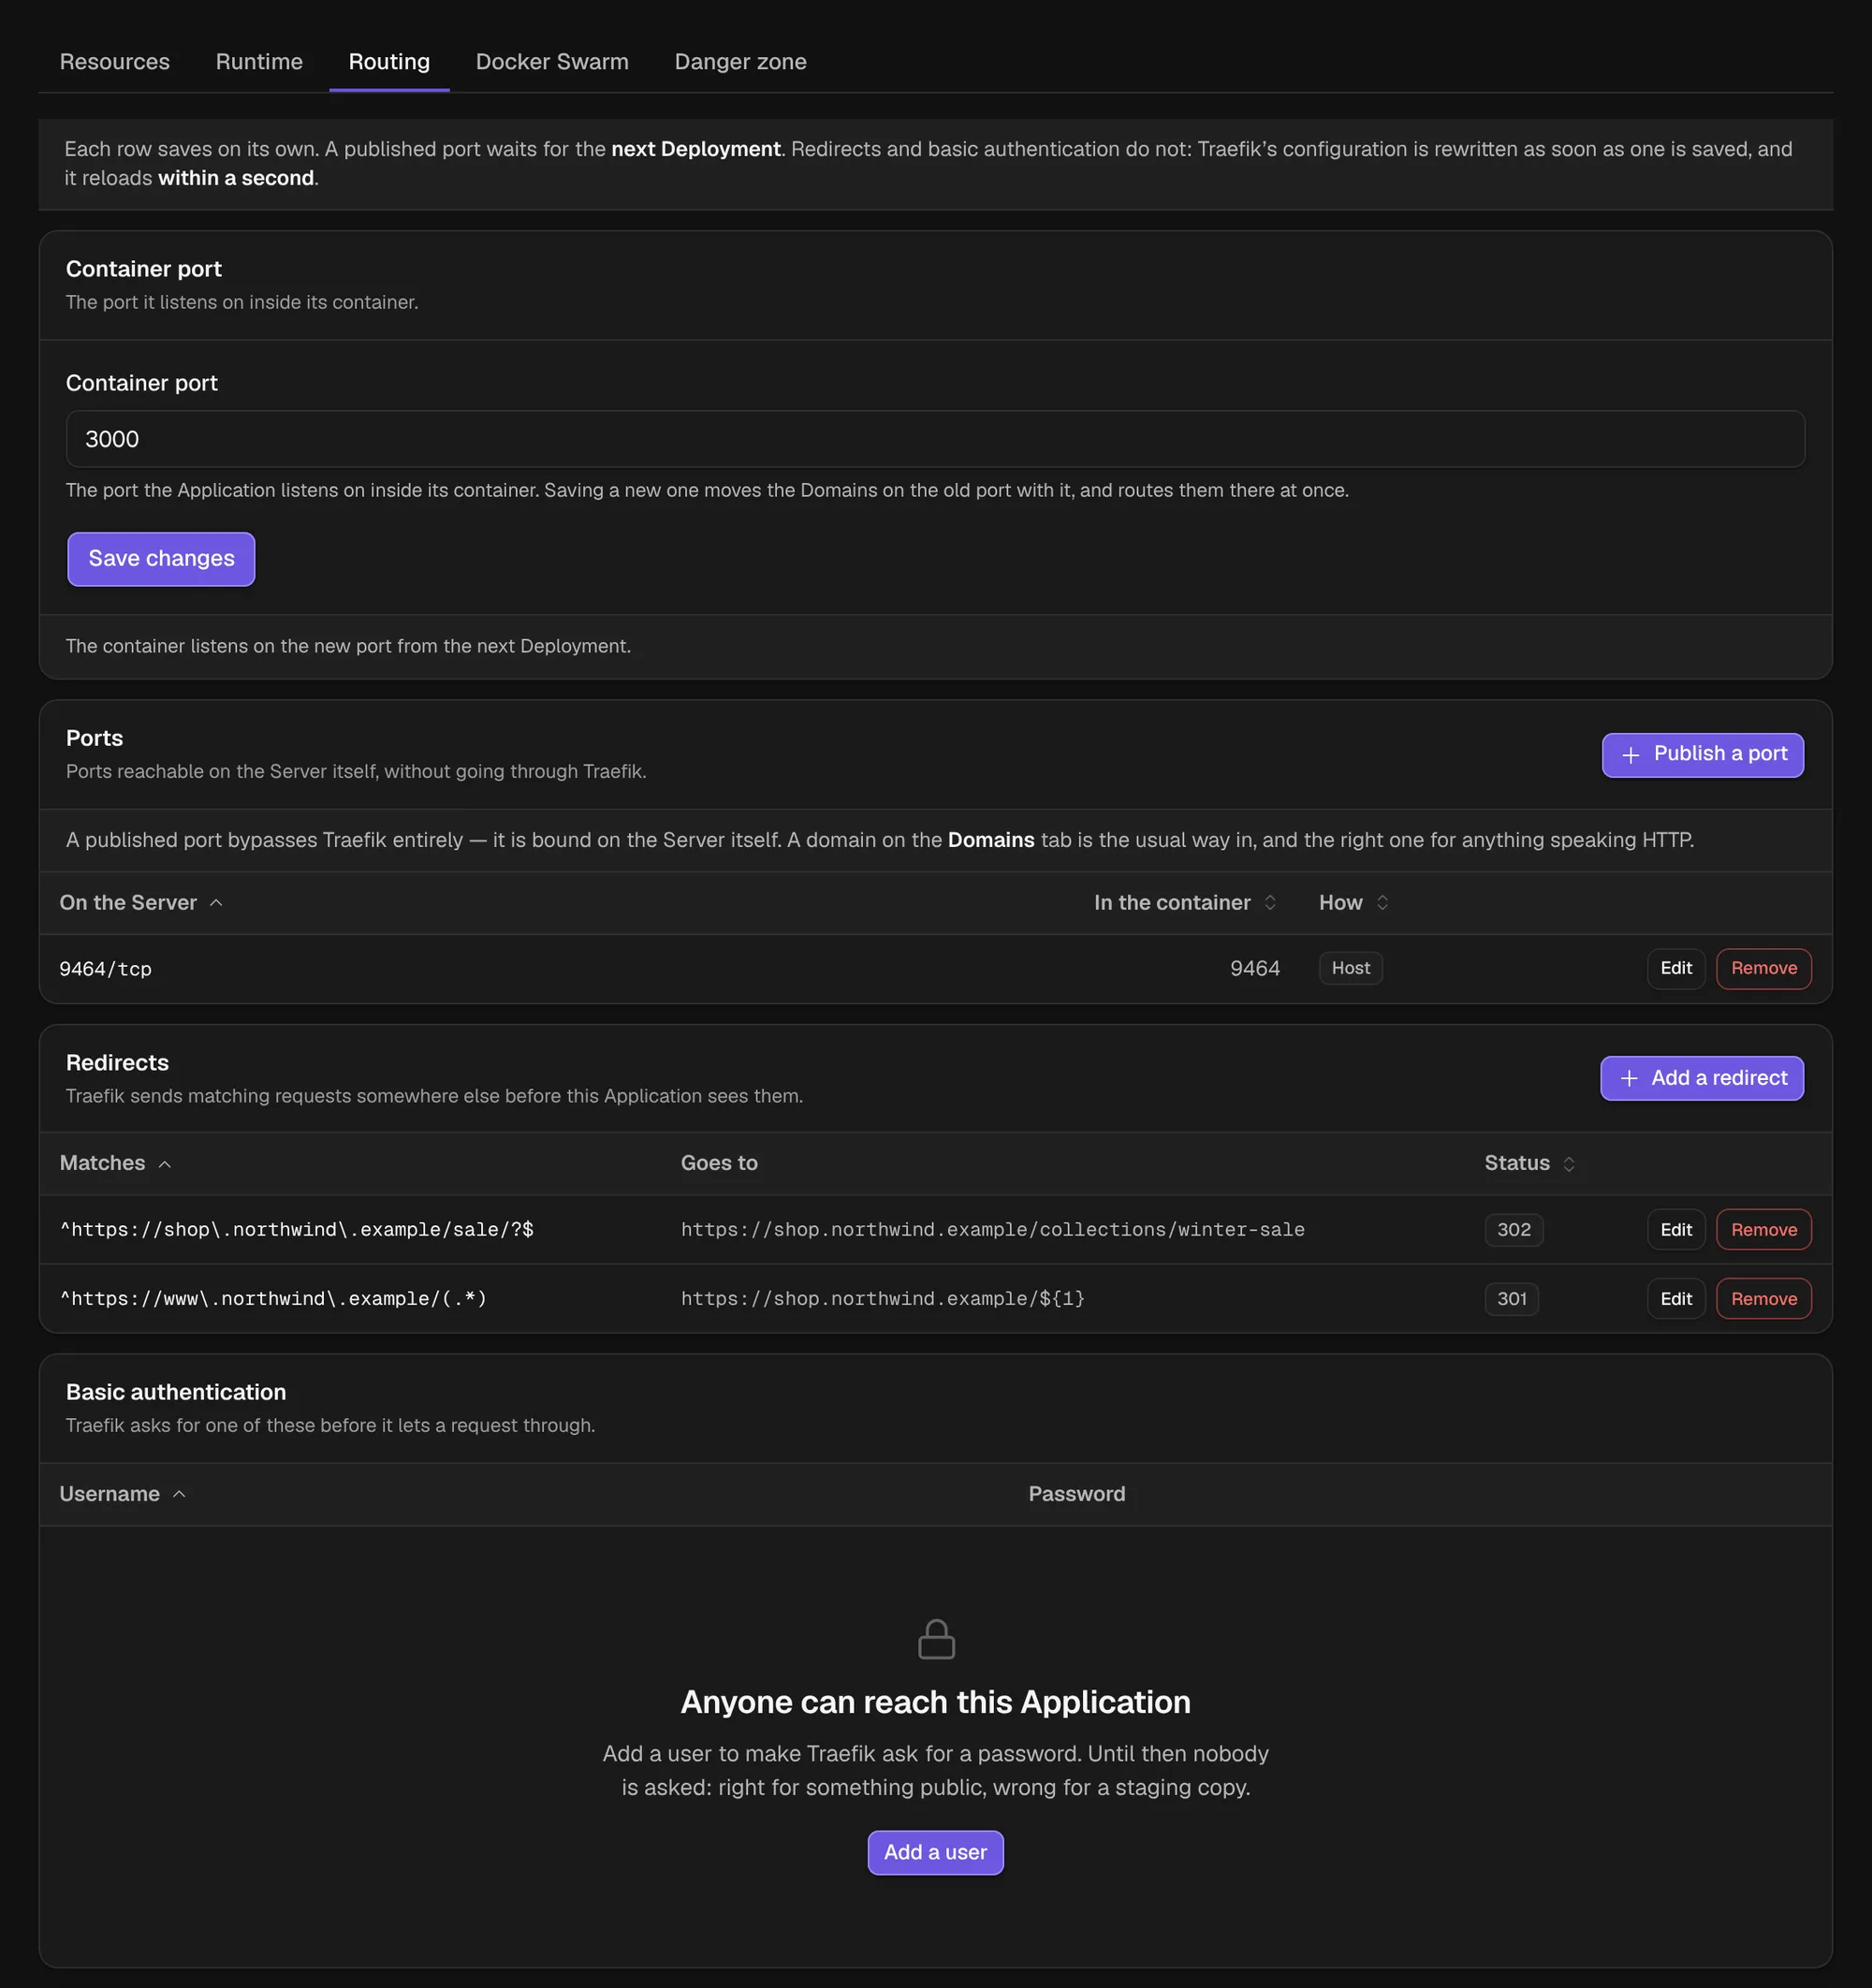 Resources Runtime Routing Docker Swarm Danger zone
Each row saves on its own. A published port waits for the next Deployment. Redirects and basic authentication do not: Traefik’s configuration is rewritten as soon as one is saved, and
it reloads within a second.
Container port
The port it listens on inside its container.
Container port
3000
The port the Application listens on inside its container. Saving a new one moves the Domains on the old port with it, and routes them there at once.
Save changes
The container listens on the new port from the next Deployment.
Ports
Ports reachable on the Server itself, without going through Traefik.
Publish a port
A published port bypasses Traefik entirely — it is bound on the Server itself. A domain on the Domains tab is the usual way in, and the right one for anything speaking HTTP.
On the Server In the container How
9464/tcp 9464 Host Edit Remove
Redirects
Traefik sends matching requests somewhere else before this Application sees them.
Add a redirect
Matches Goes to Status
^https://shop\.northwind\.example/sale/?$ https://shop.northwind.example/collections/winter-sale 302 Edit Remove
^https://www\.northwind\.example/(.*) https://shop.northwind.example/${1} 301 Edit Remove
Basic authentication
Traefik asks for one of these before it lets a request through.
Username Password
Anyone can reach this Application
Add a user to make Traefik ask for a password. Until then nobody
is asked: right for something public, wrong for a staging copy.
Add a user